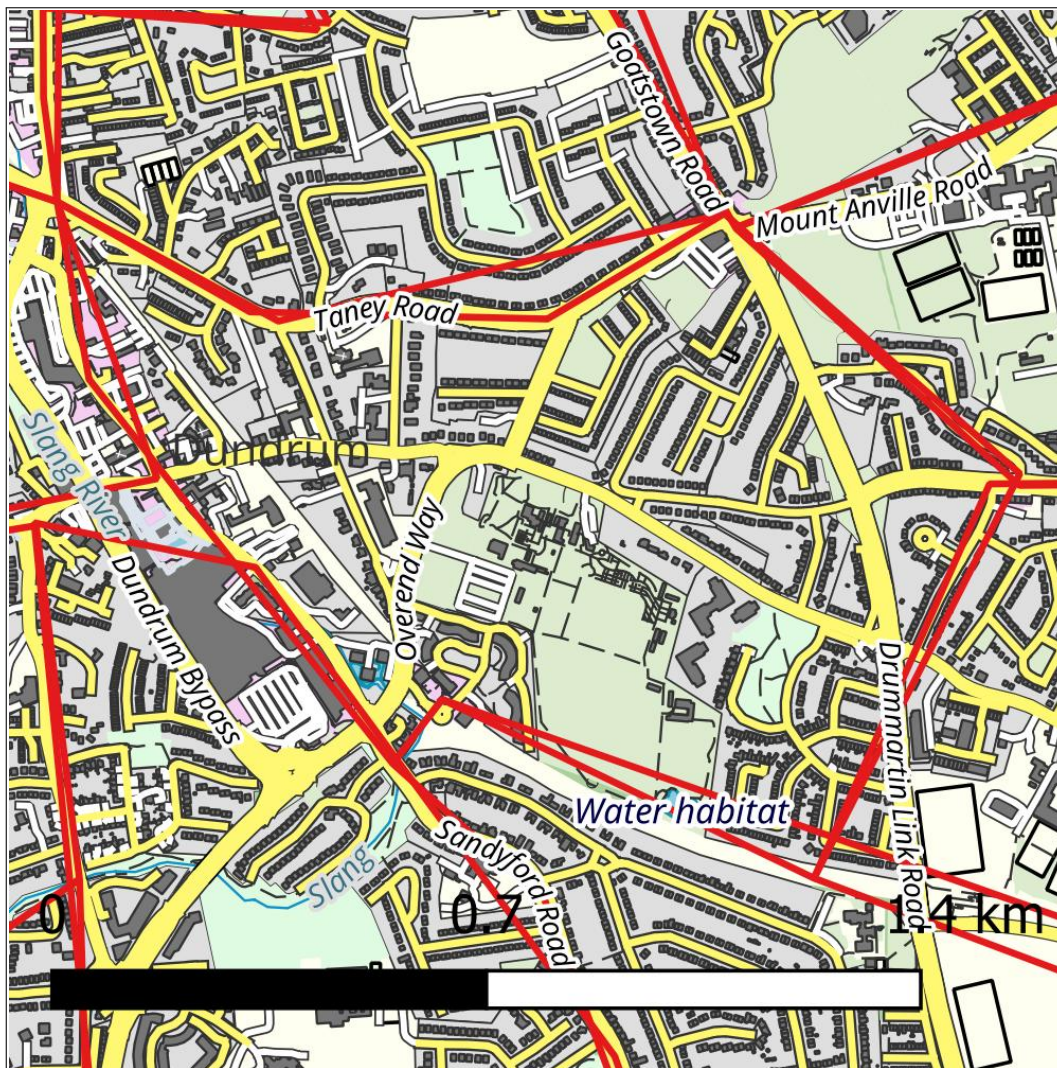 Goatstown Road
Mount Anville Road
Taney Road
Dundrum
Slang River
Overend Way
Dundrum Bypass
Drummartin Link Road
Water habitat
Slang
Sandyford Road
0
0.7
1.4 km